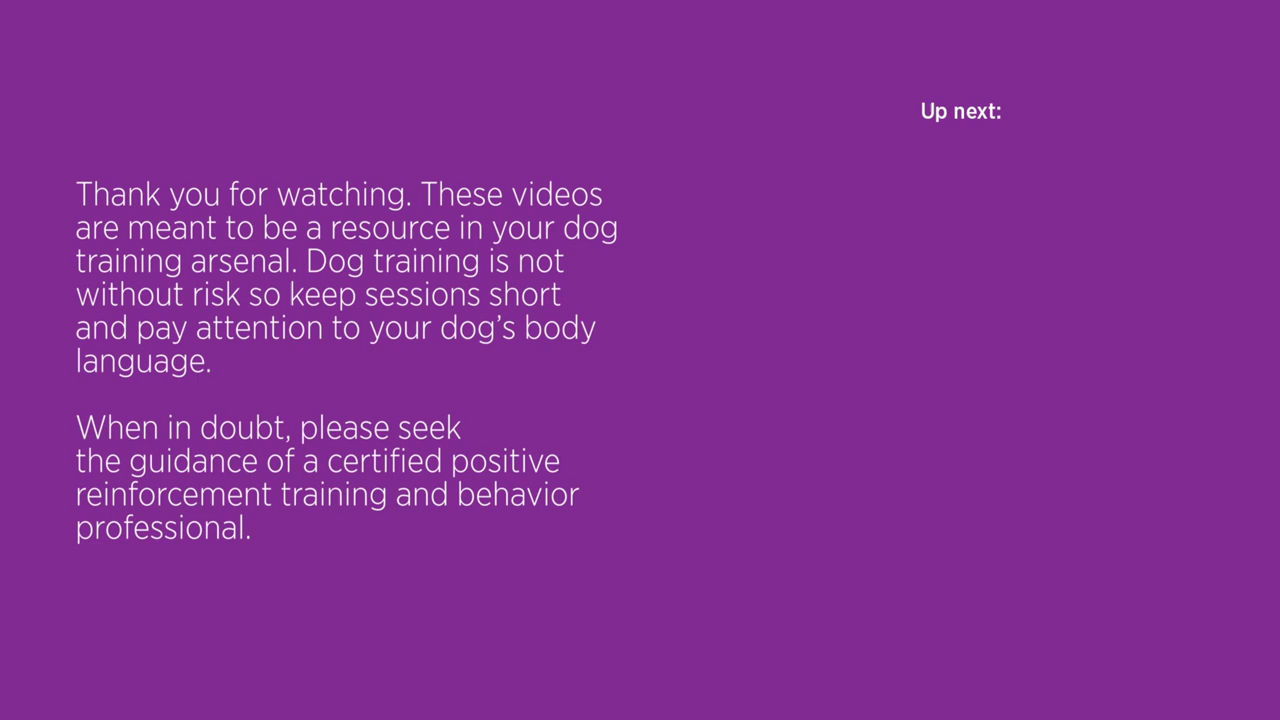 Up next:
Thank you for watching. These videos
are meant to be a resource in your dog
training arsenal. Dog training is not
without risk so keep sessions short
and pay attention to your dog’s body
language.
When in doubt, please seek
the guidance of a certified positive
reinforcement training and behavior
professional.